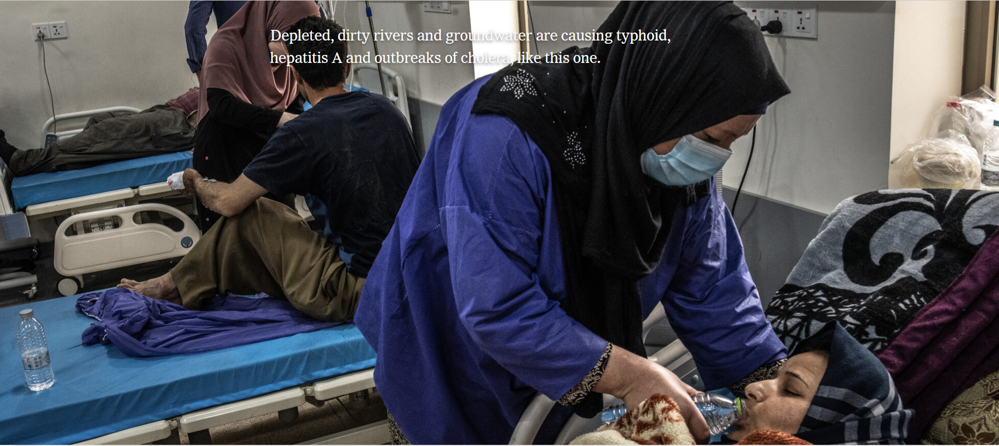 Depleted, dirty rivers and groundwater are causing typhoid,
hepatitis A and outbreaks of cholera, like this one.